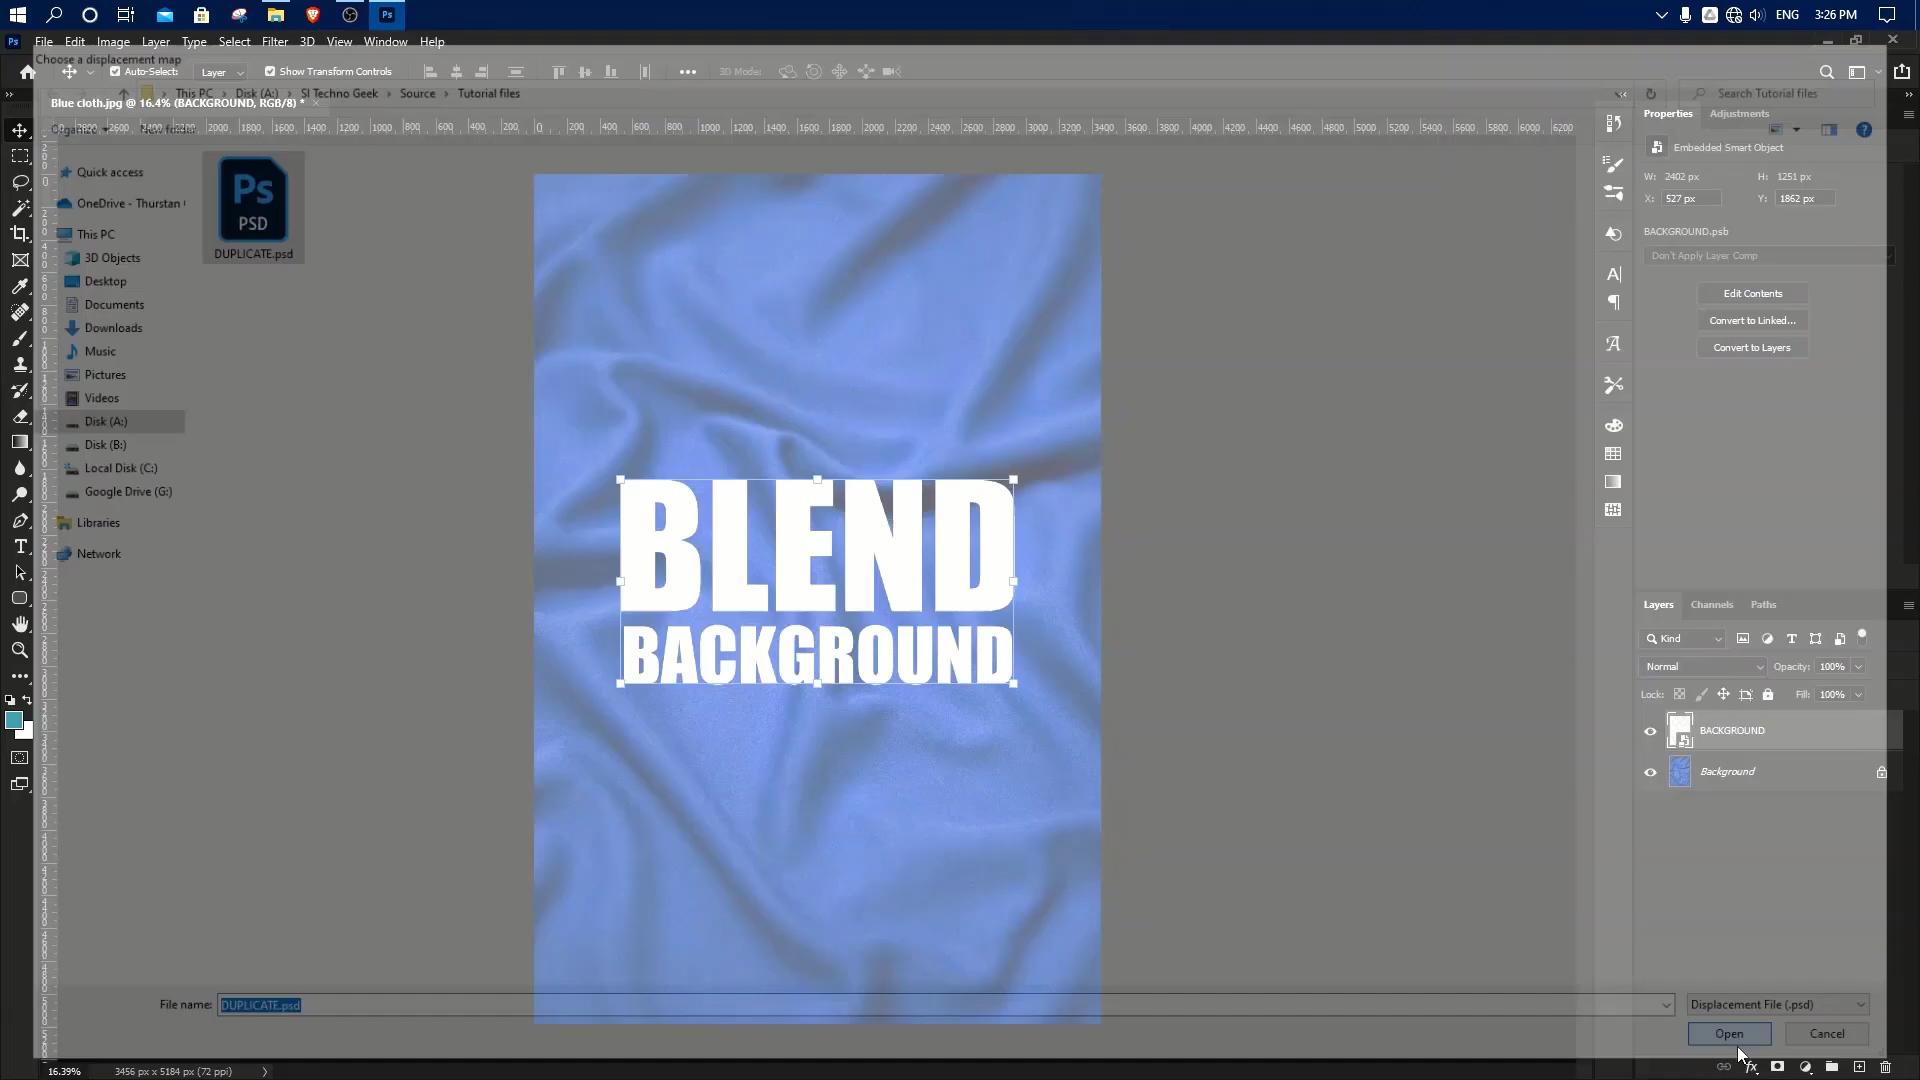 ENG 3:26 PM
File Edit Image Layer Type Select Filter 3D View Window Help
Choose a displacement map
Auto-Select: Layer Show Transform Controls 3D Mode:
This PC Disk (A:) SI Techno Geek Source Tutorial files Search Tutorial files
Blue cloth.jpg @ 16.4% (BACKGROUND, RGB/8) *
Organize New folder
Properties Adjustments
Embedded Smart Object
W: 2402 px H: 1251 px
X: 527 px Y: 1862 px
BACKGROUND.psb
Don't Apply Layer Comp
Edit Contents
Convert to Linked...
Convert to Layers
Quick access
OneDrive - Thurstan
This PC
3D Objects
Desktop
Documents
Downloads
Music
Pictures
Videos
Disk (A:)
Disk (B:)
Local Disk (C:)
Google Drive (G:)
Libraries
Network
Ps
PSD
DUPLICATE.psd
BLEND
BACKGROUND
Layers Channels Paths
Kind
Normal Opacity: 100%
Lock: Fill: 100%
BACKGROUND
Background
File name: DUPLICATE.psd Displacement File (.psd)
Open Cancel
16.39% 3456 px x 5184 px (72 ppi)